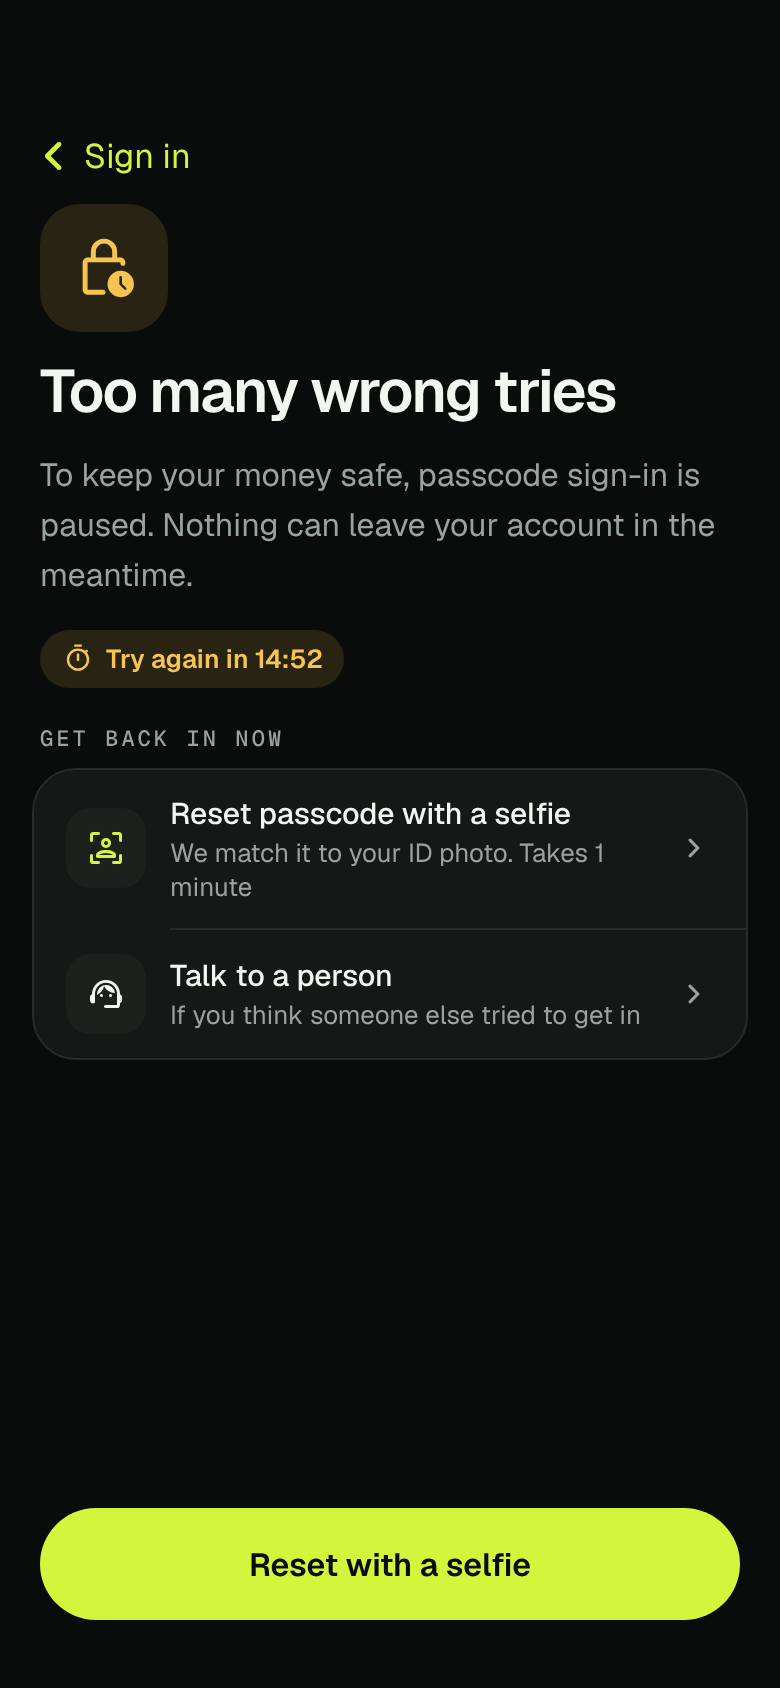 Sign in
Too many wrong tries
To keep your money safe, passcode sign-in is
paused. Nothing can leave your account in the
meantime.
Try again in 14:52
GET BACK IN NOW
Reset passcode with a selfie
We match it to your ID photo. Takes 1
minute
Talk to a person
If you think someone else tried to get in
Reset with a selfie